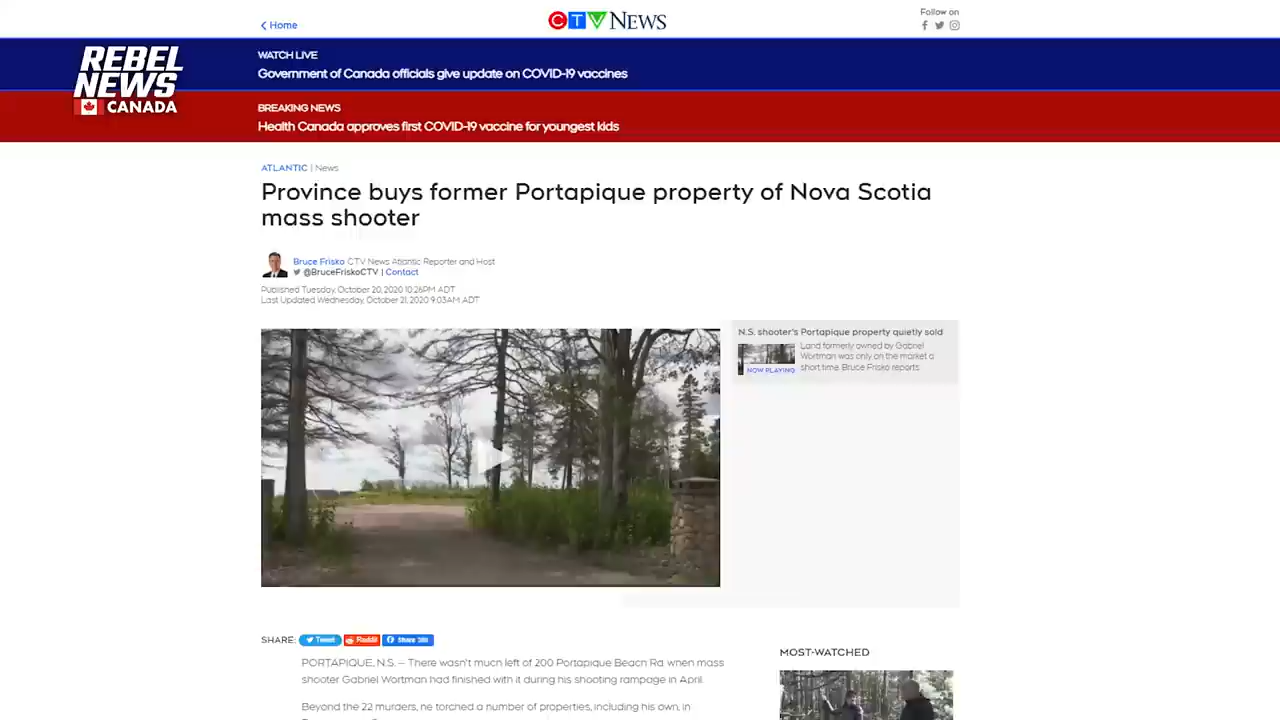 Home
CTV NEWS
Follow on
REBEL
NEWS
CANADA
WATCH LIVE
Government of Canada officials give update on COVID-19 vaccines
BREAKING NEWS
Health Canada approves first COVID-19 vaccine for youngest kids
ATLANTIC | News
Province buys former Portapique property of Nova Scotia
mass shooter
Bruce Frisko CTV News Atlantic Reporter and Host
@BruceFriskoCTV | Contact
Published Tuesday, October 20, 2020 10:26PM ADT
Last Updated Wednesday, October 21, 2020 9:03AM ADT
N.S. shooter's Portapique property quietly sold
Land formerly owned by Gabriel
Wortman was only on the market a
short time. Bruce Frisko reports
NOW PLAYING
SHARE: Tweet Reddit Share
PORTAPIQUE, N.S. – There wasn't much left of 200 Portapique Beach Rd. when mass
shooter Gabriel Wortman had finished with it during his shooting rampage in April.
Beyond the 22 murders, he torched a number of properties, including his own, in
MOST-WATCHED